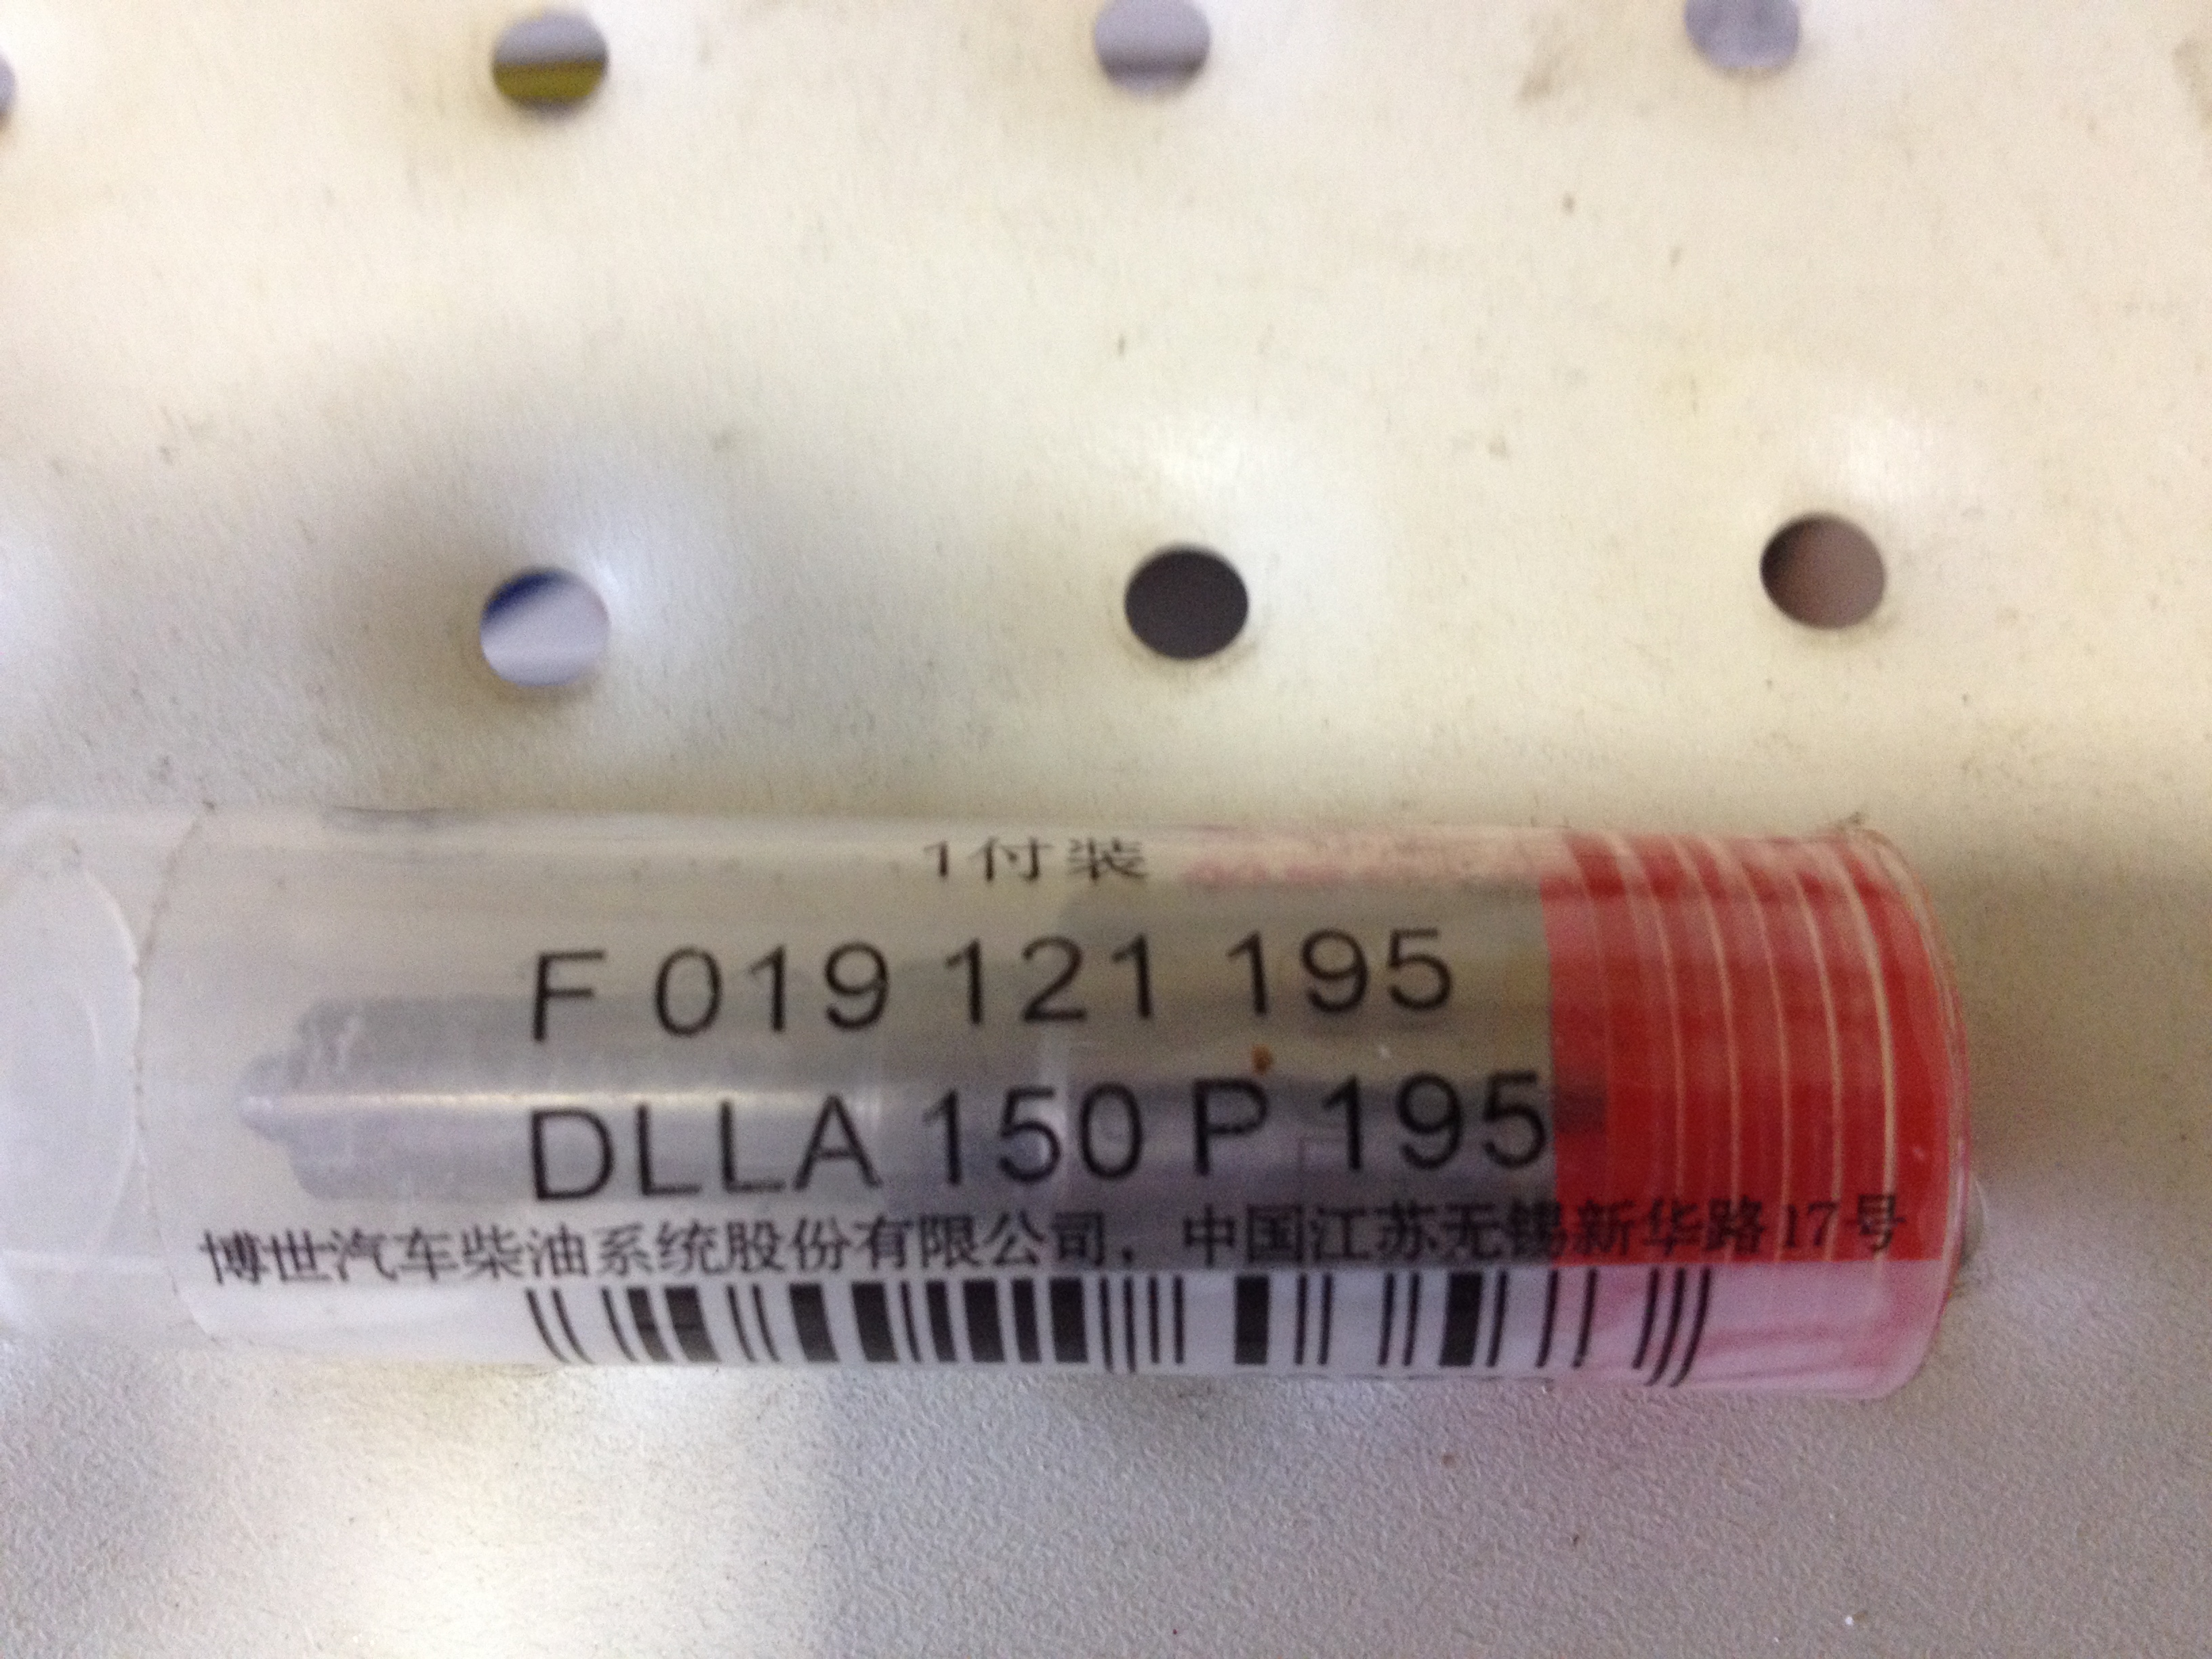 1付装
F 019 121 195
DLLA 150 P 195
博世汽车柴油系统股份有限公司，中国江苏无锡新华路17号